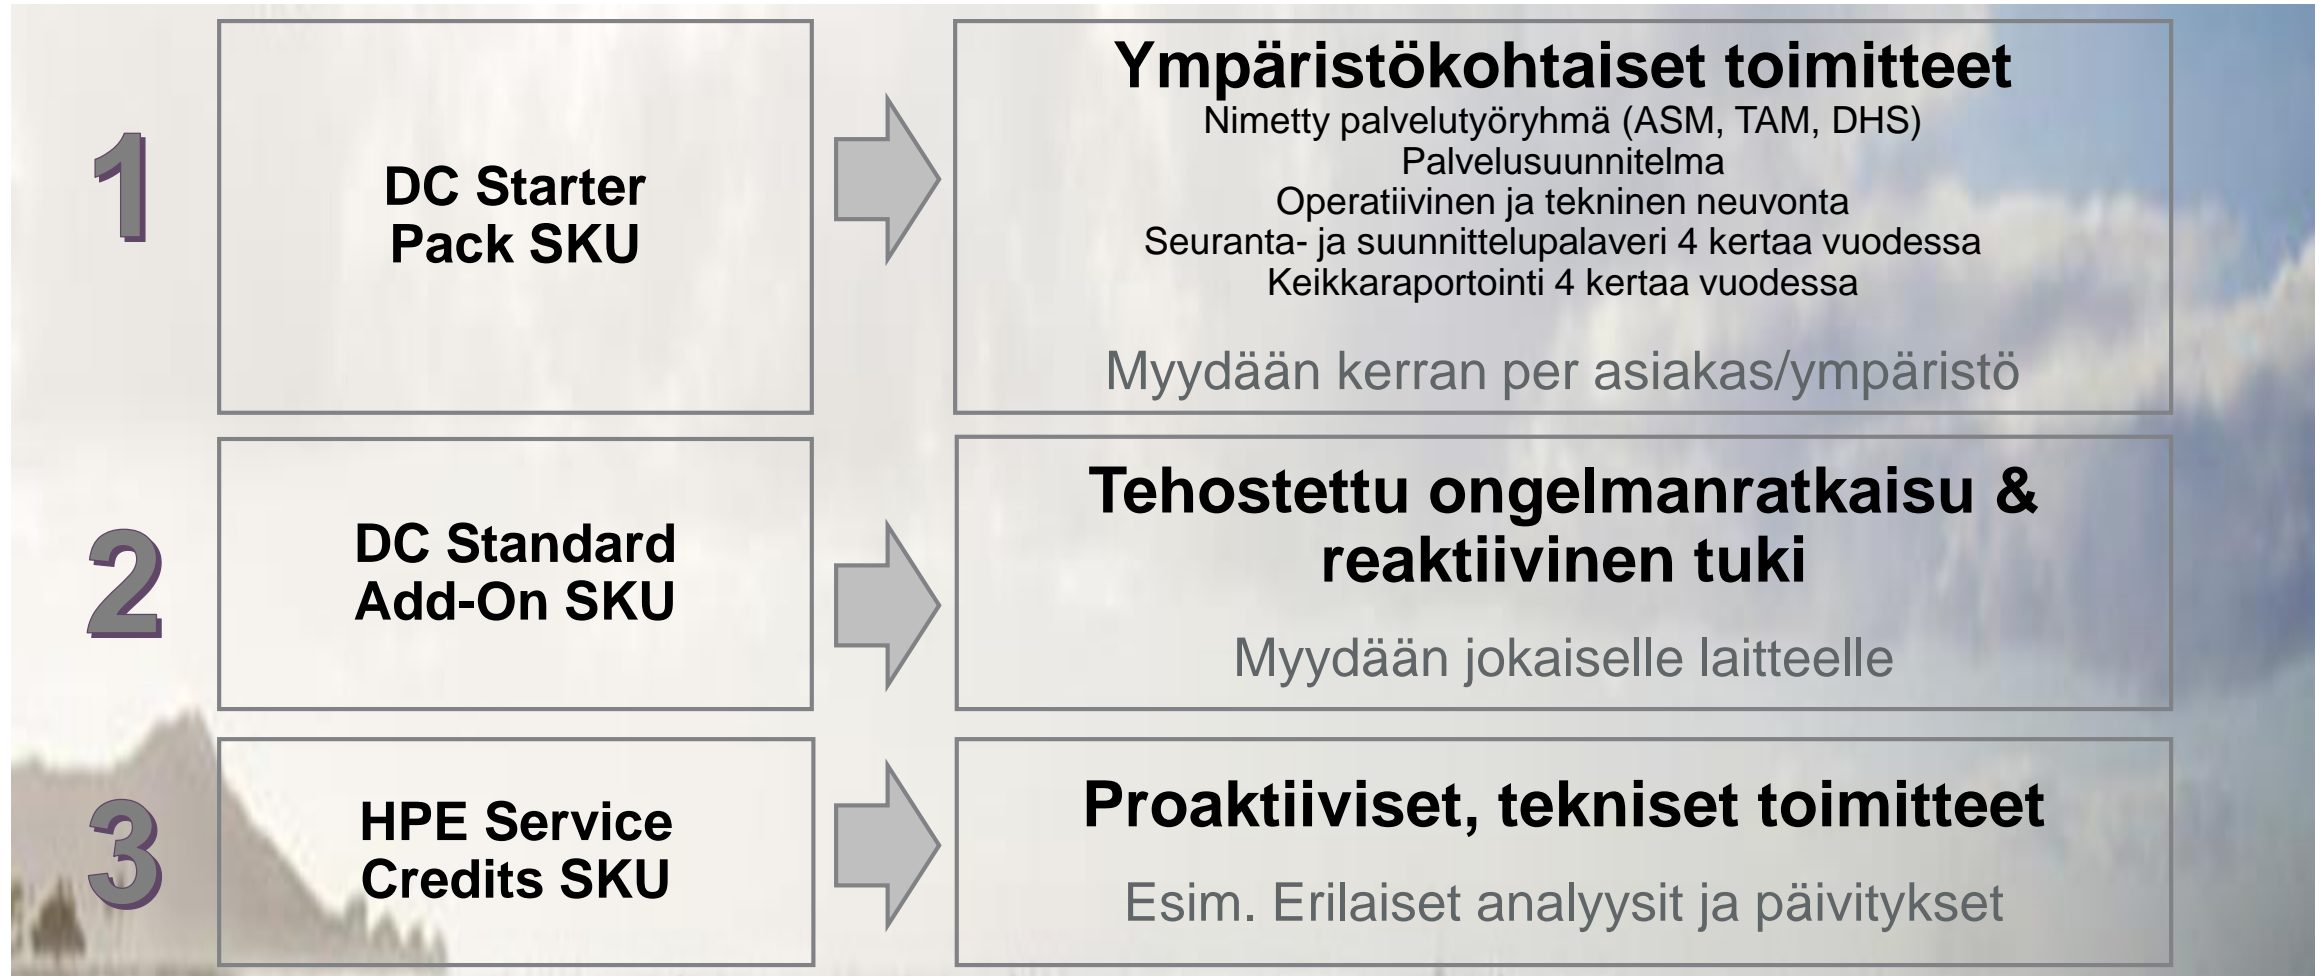 1
DC Starter
Pack SKU
Ympäristökohtaiset toimitteet
Nimetty palvelutyöryhmä (ASM, TAM, DHS)
Palvelusuunnitelma
Operatiivinen ja tekninen neuvonta
Seuranta- ja suunnittelupalaveri 4 kertaa vuodessa
Keikkaraportointi 4 kertaa vuodessa
Myydään kerran per asiakas/ympäristö
2
DC Standard
Add-On SKU
Tehostettu ongelmanratkaisu &
reaktiivinen tuki
Myydään jokaiselle laitteelle
3
HPE Service
Credits SKU
Proaktiiviset, tekniset toimitteet
Esim. Erilaiset analyysit ja päivitykset